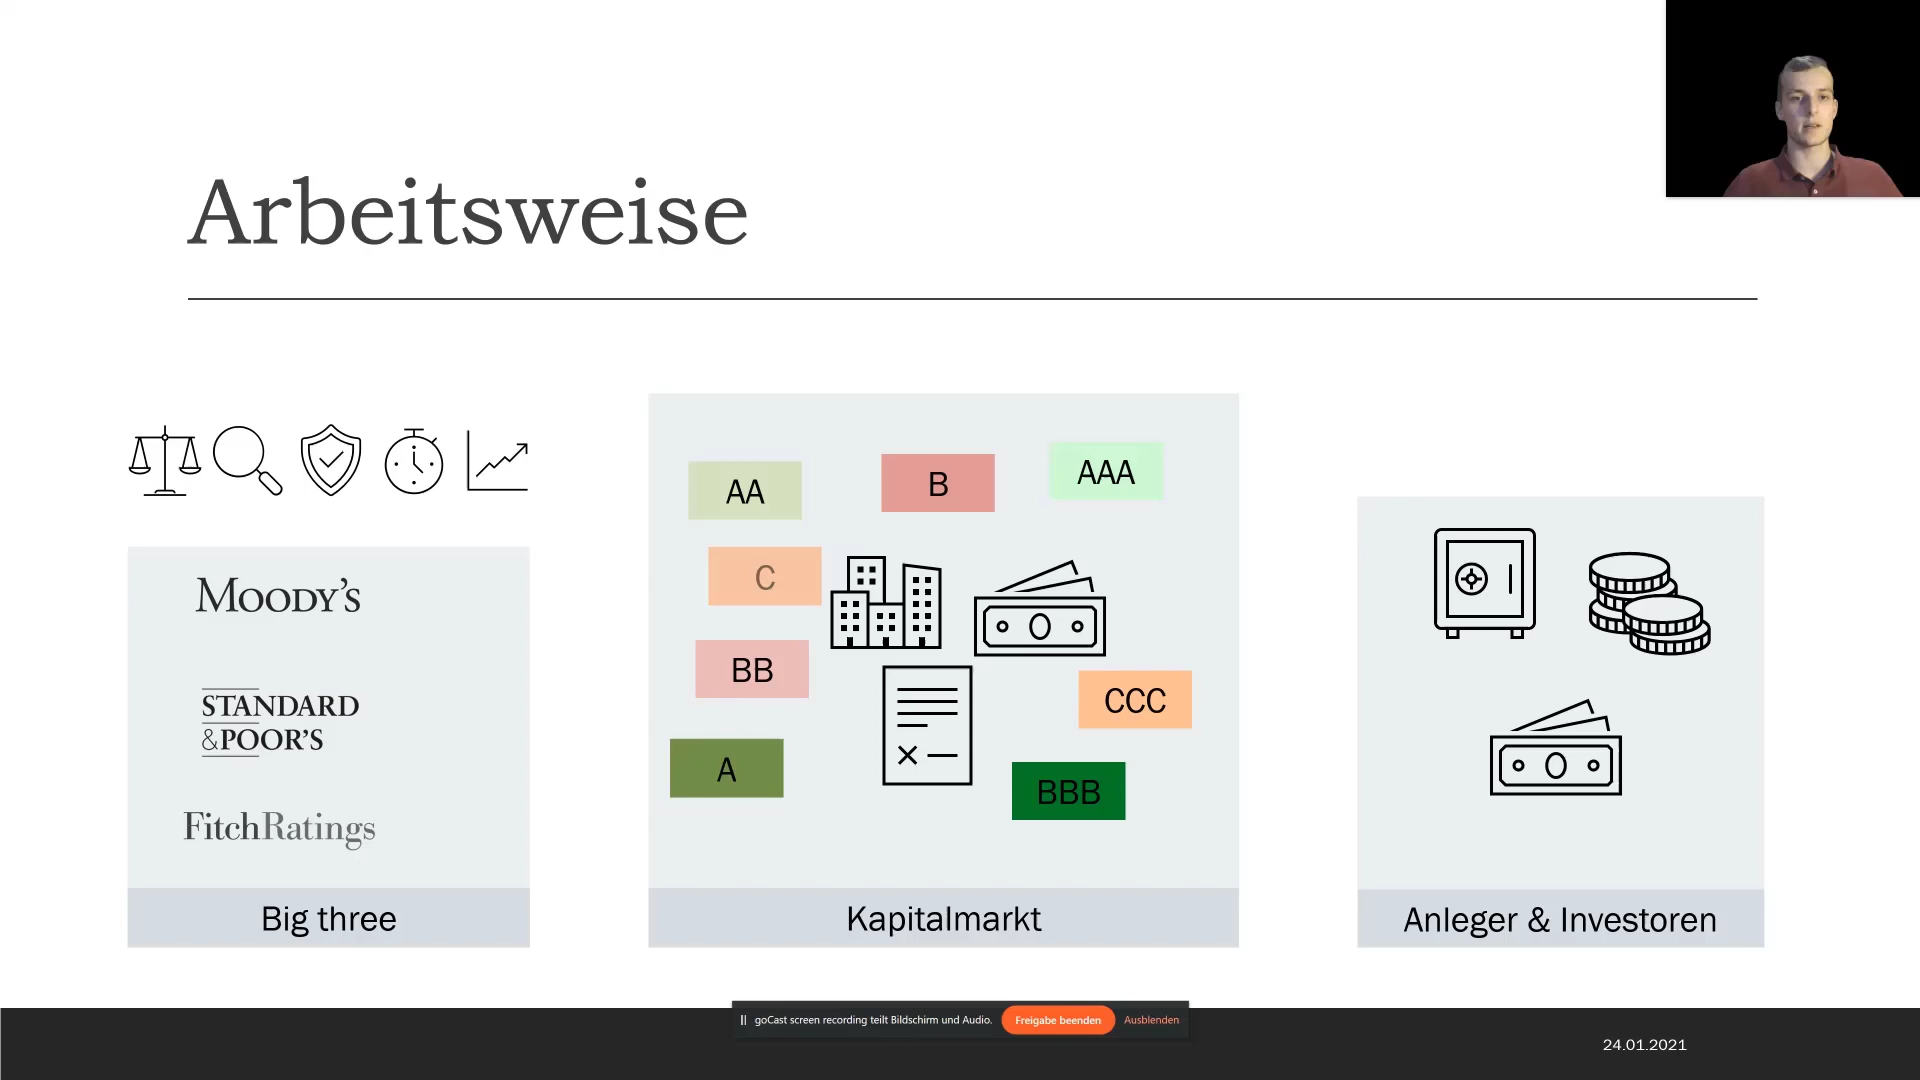 Arbeitsweise
MOODY'S
STANDARD
&POOR'S
FitchRatings
Big three
AA
B
AAA
C
BB
CCC
A
BBB
Kapitalmarkt
Anleger & Investoren
goCast screen recording teilt Bildschirm und Audio.
Freigabe beenden
Ausblenden
24.01.2021